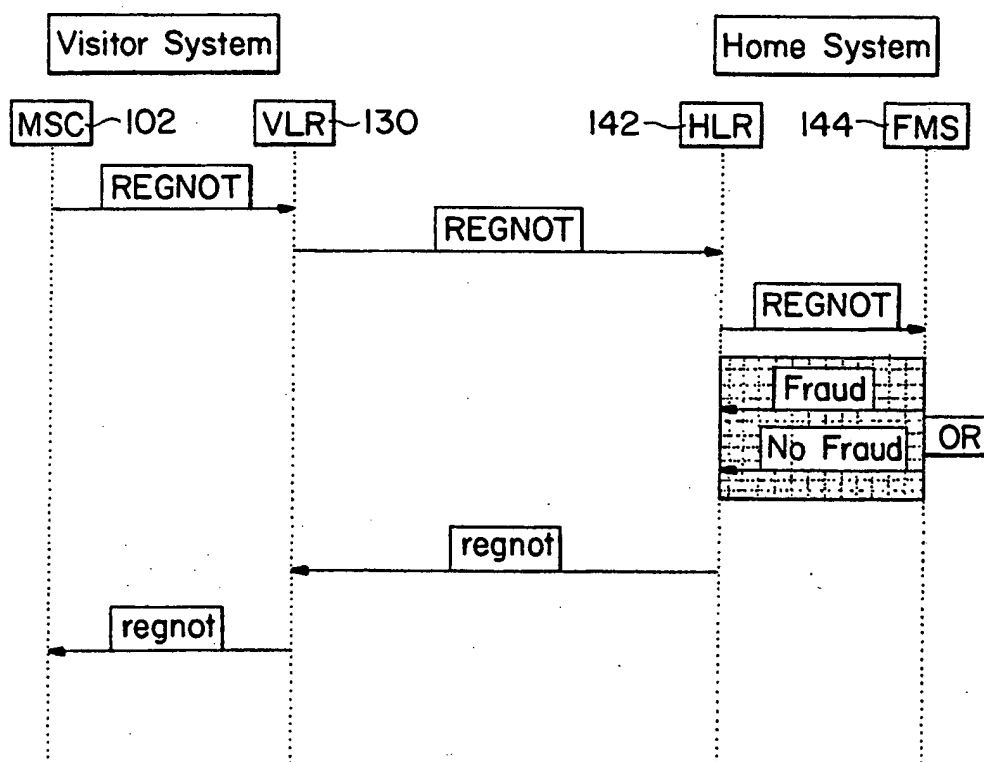 Visitor System
Home System
MSC 102
VLR 130
142 HLR
144 FMS
REGNOT
REGNOT
REGNOT
Fraud
OR
No Fraud
regnot
regnot